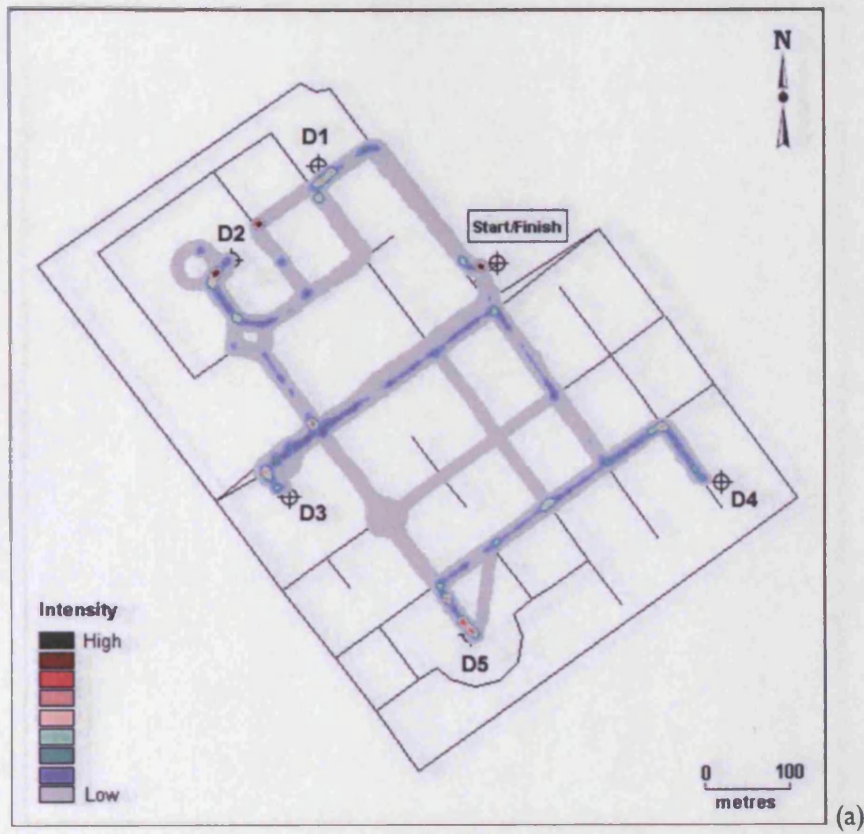 N
D1
Start/Finish
D2
D4
D3
D5
Intensity
High
Low
0 100
metres
(a)